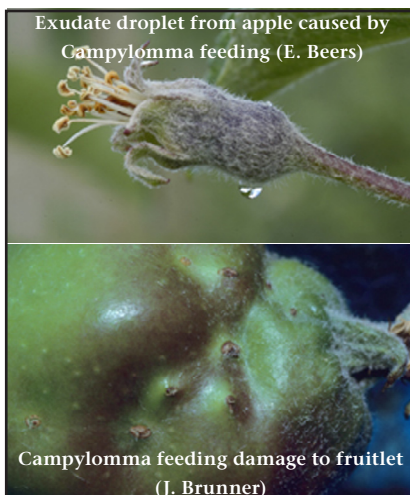 Exudate droplet from apple caused by
Campylomma feeding (E. Beers)
Campylomma feeding damage to fruitlet
(J. Brunner)